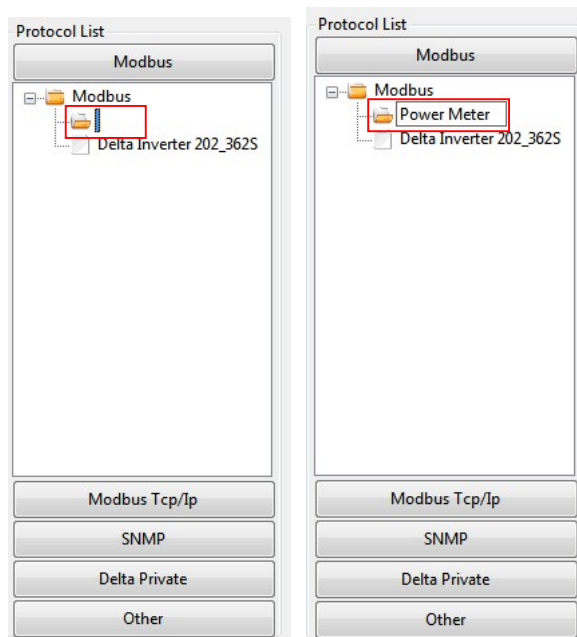 Protocol List
Modbus
Modbus
Delta Inverter 202_362S
Modbus Tcp/Ip
SNMP
Delta Private
Other
Protocol List
Modbus
Modbus
Power Meter
Delta Inverter 202_362S
Modbus Tcp/Ip
SNMP
Delta Private
Other